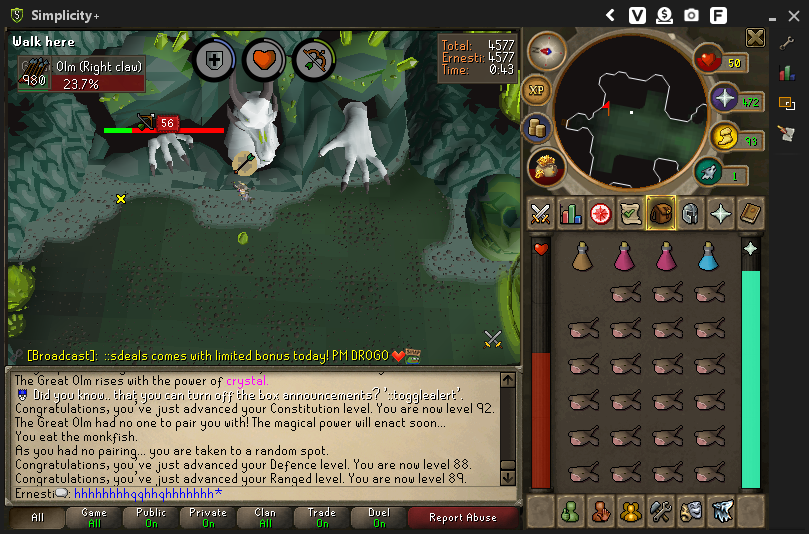 Simplicity+
V
F
Walk here
Olm (Right claw)
980
23.7%
56
Total: 4577
Ernesti: 4577
Time: 0:43
XP
50
472
93
1
[Broadcast]: ::sdeals comes with limited bonus today! PM DROGO
The Great Olm rises with the power of crystal.
Did you know.. that you can turn off the box announcements? '::togglealert'.
Congratulations, you've just advanced your Constitution level. You are now level 92.
The Great Olm had no one to pair you with! The magical power will enact soon...
You eat the monkfish.
As you had no pairing... you are taken to a random spot.
Congratulations, you've just advanced your Defence level. You are now level 88.
Congratulations, you've just advanced your Ranged level. You are now level 89.
All
Game
All
Public
On
Private
On
Clan
All
Trade
On
Duel
On
Report Abuse